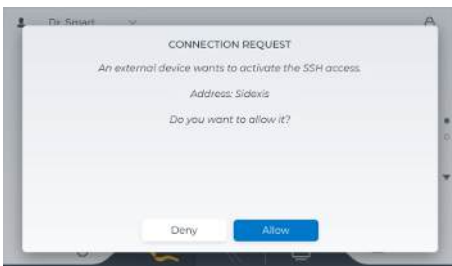 Dr. Smart
CONNECTION REQUEST
An external device wants to activate the SSH access.
Address: Sidexis
Do you want to allow it?
Deny
Allow